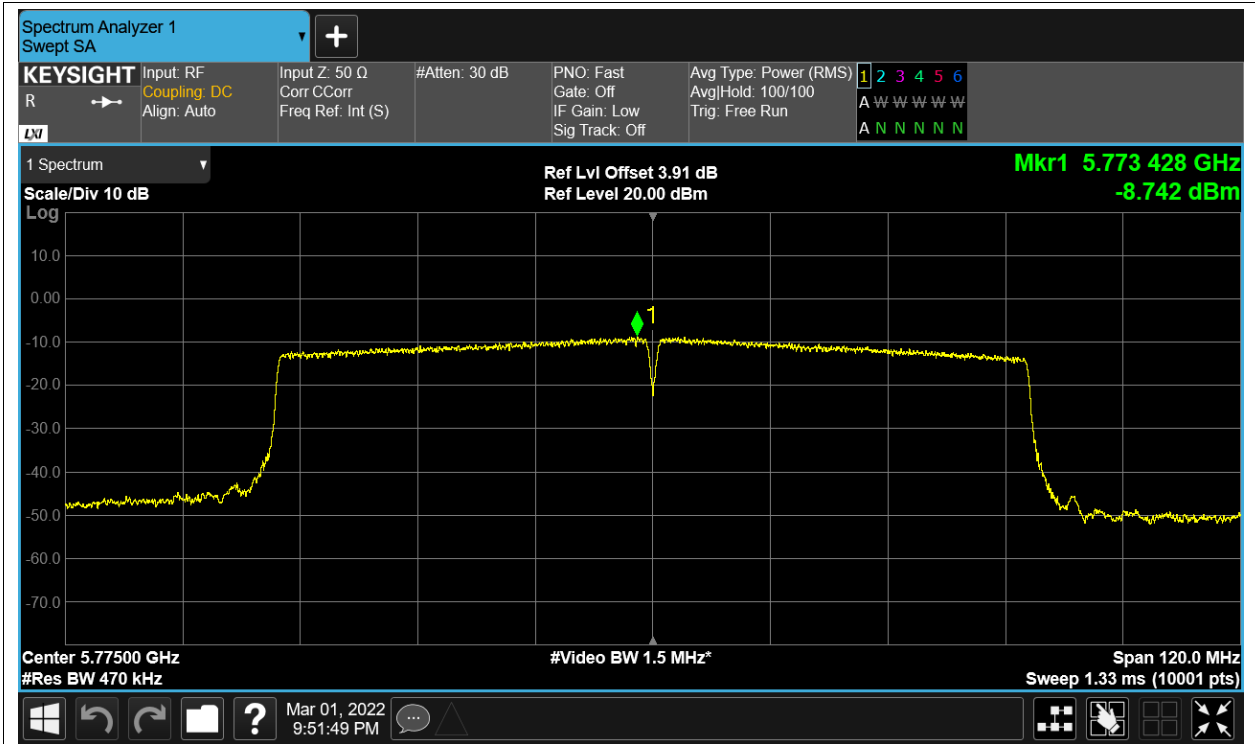 Spectrum Analyzer 1
Swept SA
+
KEYSIGHT
R
LXI
Input: RF
Coupling: DC
Align: Auto
Input Z: 50 Ω
Corr CCorr
Freq Ref: Int (S)
#Atten: 30 dB
PNO: Fast
Gate: Off
IF Gain: Low
Sig Track: Off
Avg Type: Power (RMS)
Avg|Hold: 100/100
Trig: Free Run
1 2 3 4 5 6
A W W W W W
A N N N N N
1 Spectrum
Scale/Div 10 dB
Ref Lvl Offset 3.91 dB
Ref Level 20.00 dBm
Mkr1 5.773 428 GHz
-8.742 dBm
Log
10.0
0.00
-10.0
-20.0
-30.0
-40.0
-50.0
-60.0
-70.0
1
Center 5.77500 GHz
#Res BW 470 kHz
#Video BW 1.5 MHz*
Span 120.0 MHz
Sweep 1.33 ms (10001 pts)
?
Mar 01, 2022
9:51:49 PM